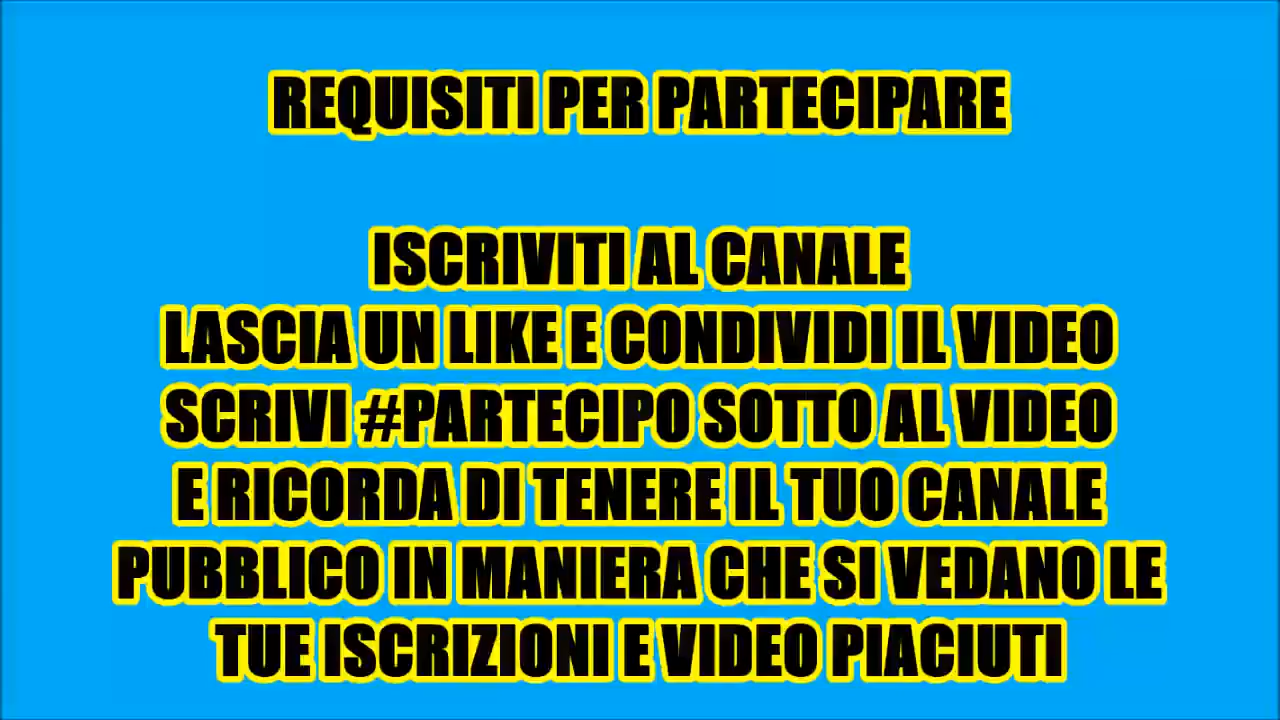 REQUISITI PER PARTECIPARE
ISCRIVITI AL CANALE
LASCIA UN LIKE E CONDIVIDI IL VIDEO
SCRIVI #PARTECIPO SOTTO AL VIDEO
E RICORDA DI TENERE IL TUO CANALE
PUBBLICO IN MANIERA CHE SI VEDANO LE
TUE ISCRIZIONI E VIDEO PIACIUTI